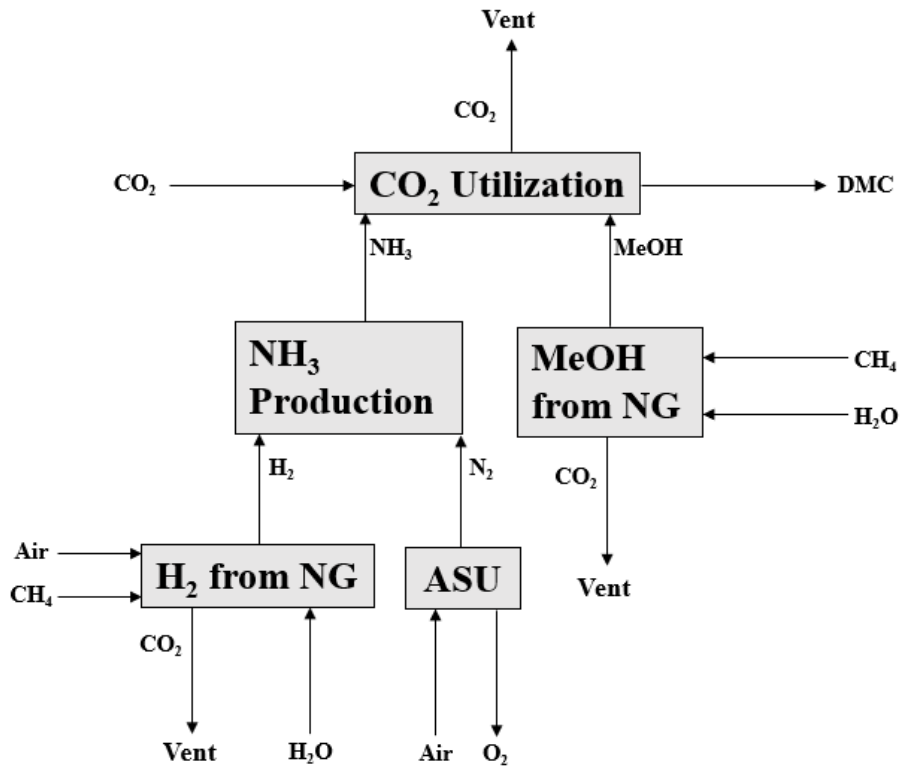 Vent
CO₂
CO₂
CO₂ Utilization
DMC
NH₃
MeOH
NH₃
Production
MeOH
from NG
CH₄
H₂O
H₂
N₂
CO₂
Air
CH₄
H₂ from NG
ASU
Vent
CO₂
Vent
H₂O
Air
O₂